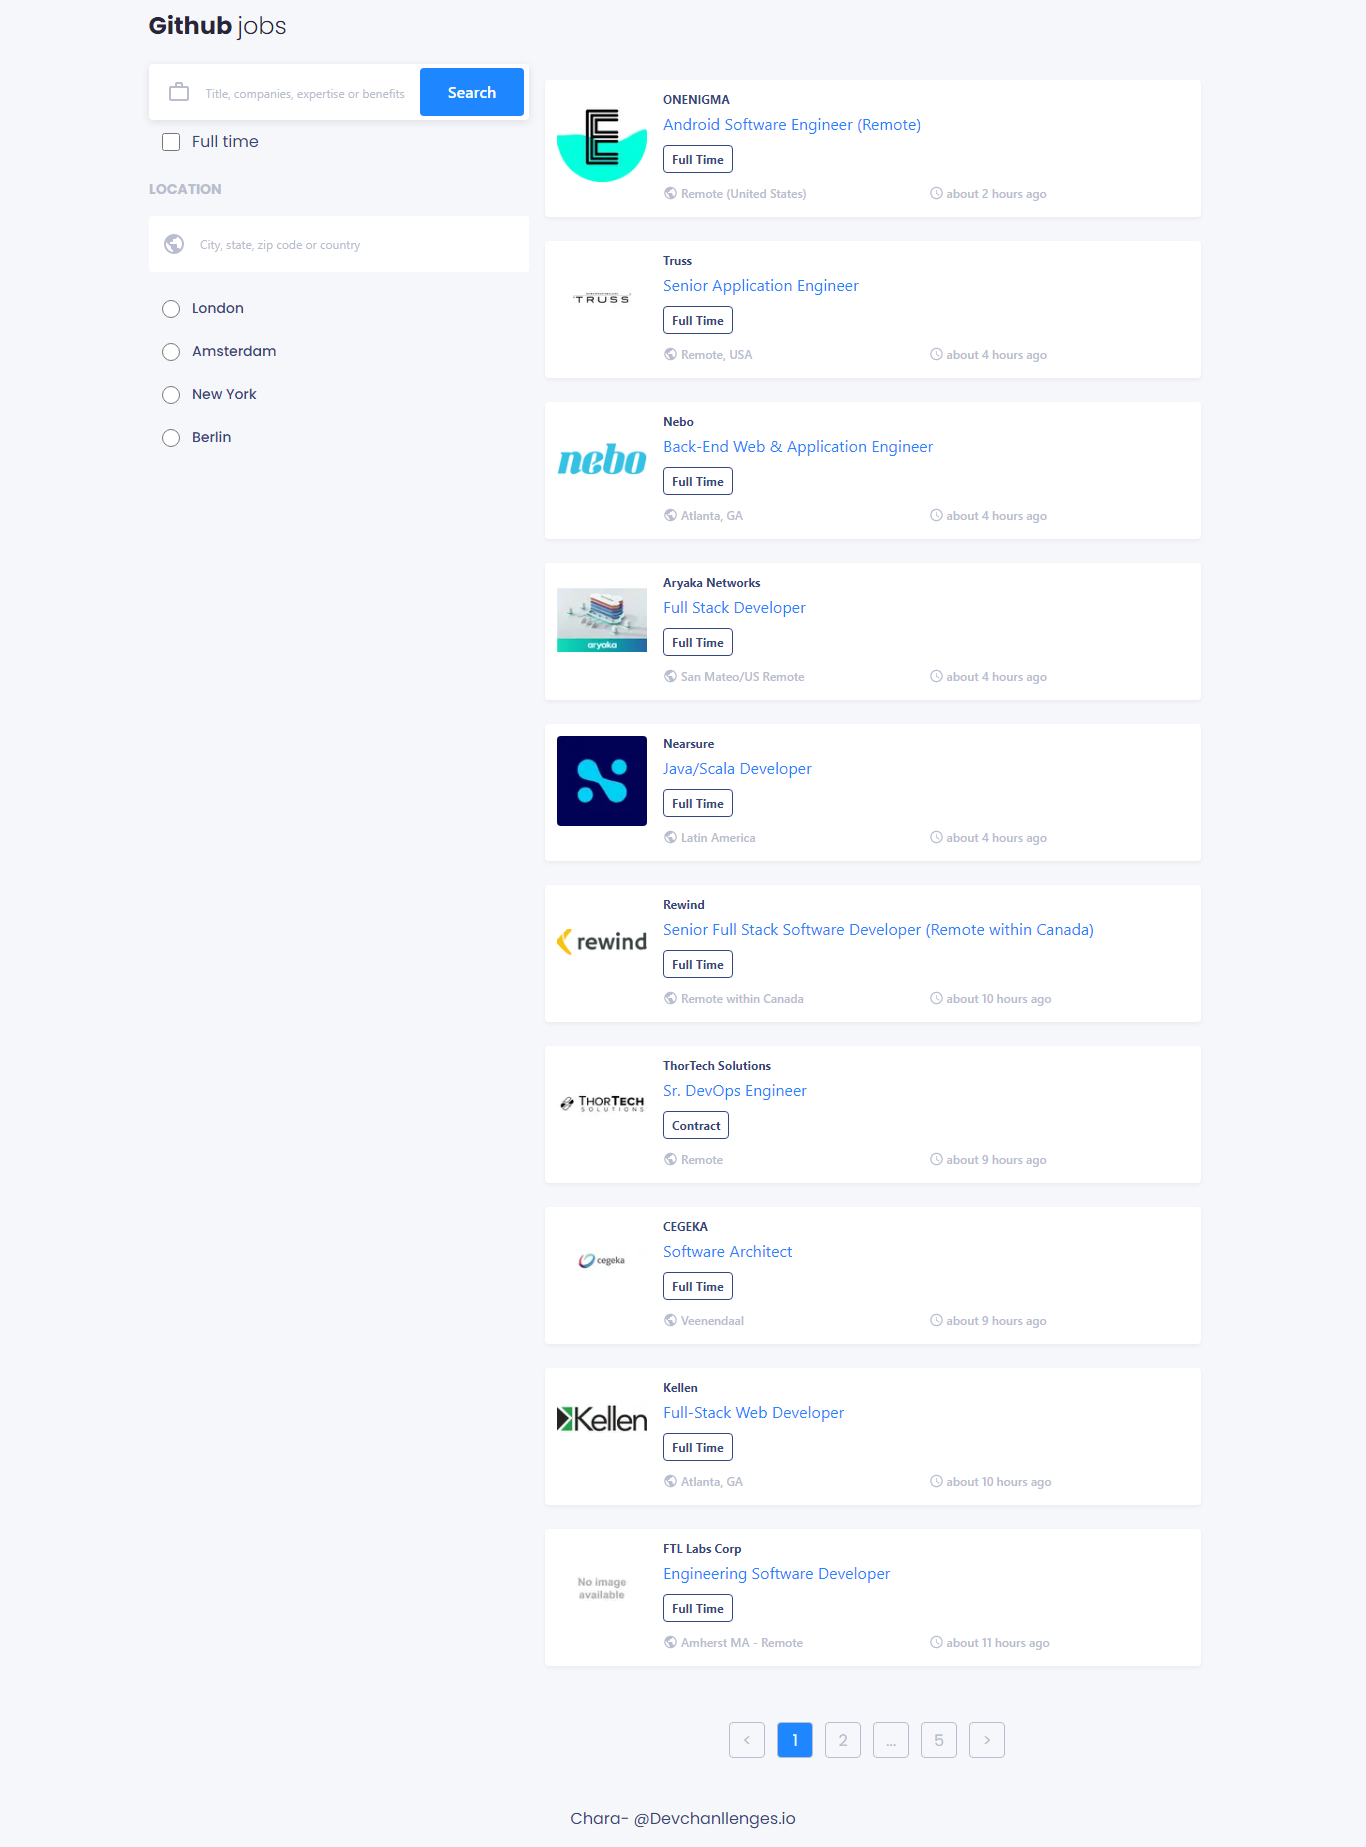 Github jobs
Title, companies, expertise or benefits
Search
Full time
LOCATION
City, state, zip code or country
London
Amsterdam
New York
Berlin
ONENIGMA
Android Software Engineer (Remote)
Full Time
Remote (United States)
about 2 hours ago
TRUSS
Truss
Senior Application Engineer
Full Time
Remote, USA
about 4 hours ago
nebo
Nebo
Back-End Web & Application Engineer
Full Time
Atlanta, GA
about 4 hours ago
aryaka
Aryaka Networks
Full Stack Developer
Full Time
San Mateo/US Remote
about 4 hours ago
Nearsure
Java/Scala Developer
Full Time
Latin America
about 4 hours ago
rewind
Rewind
Senior Full Stack Software Developer (Remote within Canada)
Full Time
Remote within Canada
about 10 hours ago
THORTECH
SOLUTIONS
ThorTech Solutions
Sr. DevOps Engineer
Contract
Remote
about 9 hours ago
cegeka
CEGEKA
Software Architect
Full Time
Veenendaal
about 9 hours ago
Kellen
Kellen
Full-Stack Web Developer
Full Time
Atlanta, GA
about 10 hours ago
No image
available
FTL Labs Corp
Engineering Software Developer
Full Time
Amherst MA - Remote
about 11 hours ago
< 1 2 ... 5 >
Chara- @Devchanllenges.io